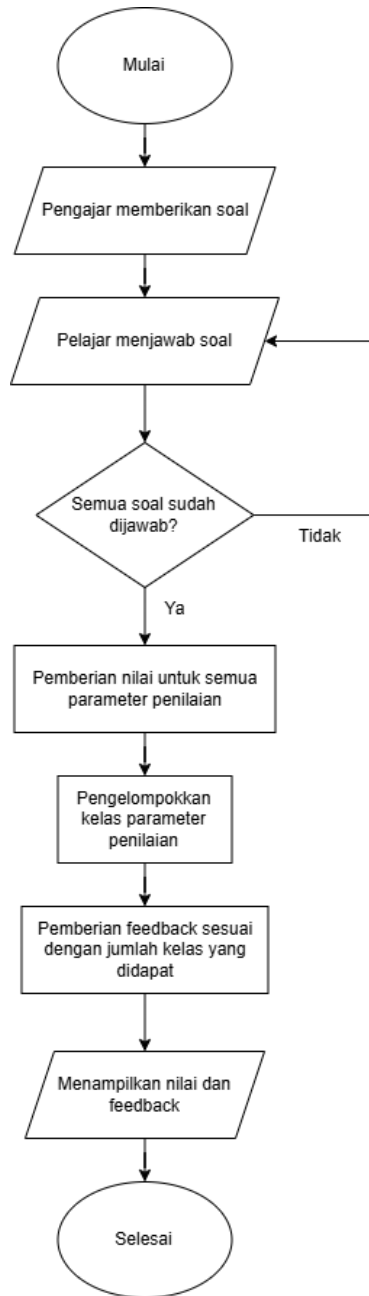 Mulai
Pengajar memberikan soal
Pelajar menjawab soal
Semua soal sudah
dijawab?
Tidak
Ya
Pemberian nilai untuk semua
parameter penilaian
Pengelompokkan
kelas parameter
penilaian
Pemberian feedback sesuai
dengan jumlah kelas yang
didapat
Menampilkan nilai dan
feedback
Selesai